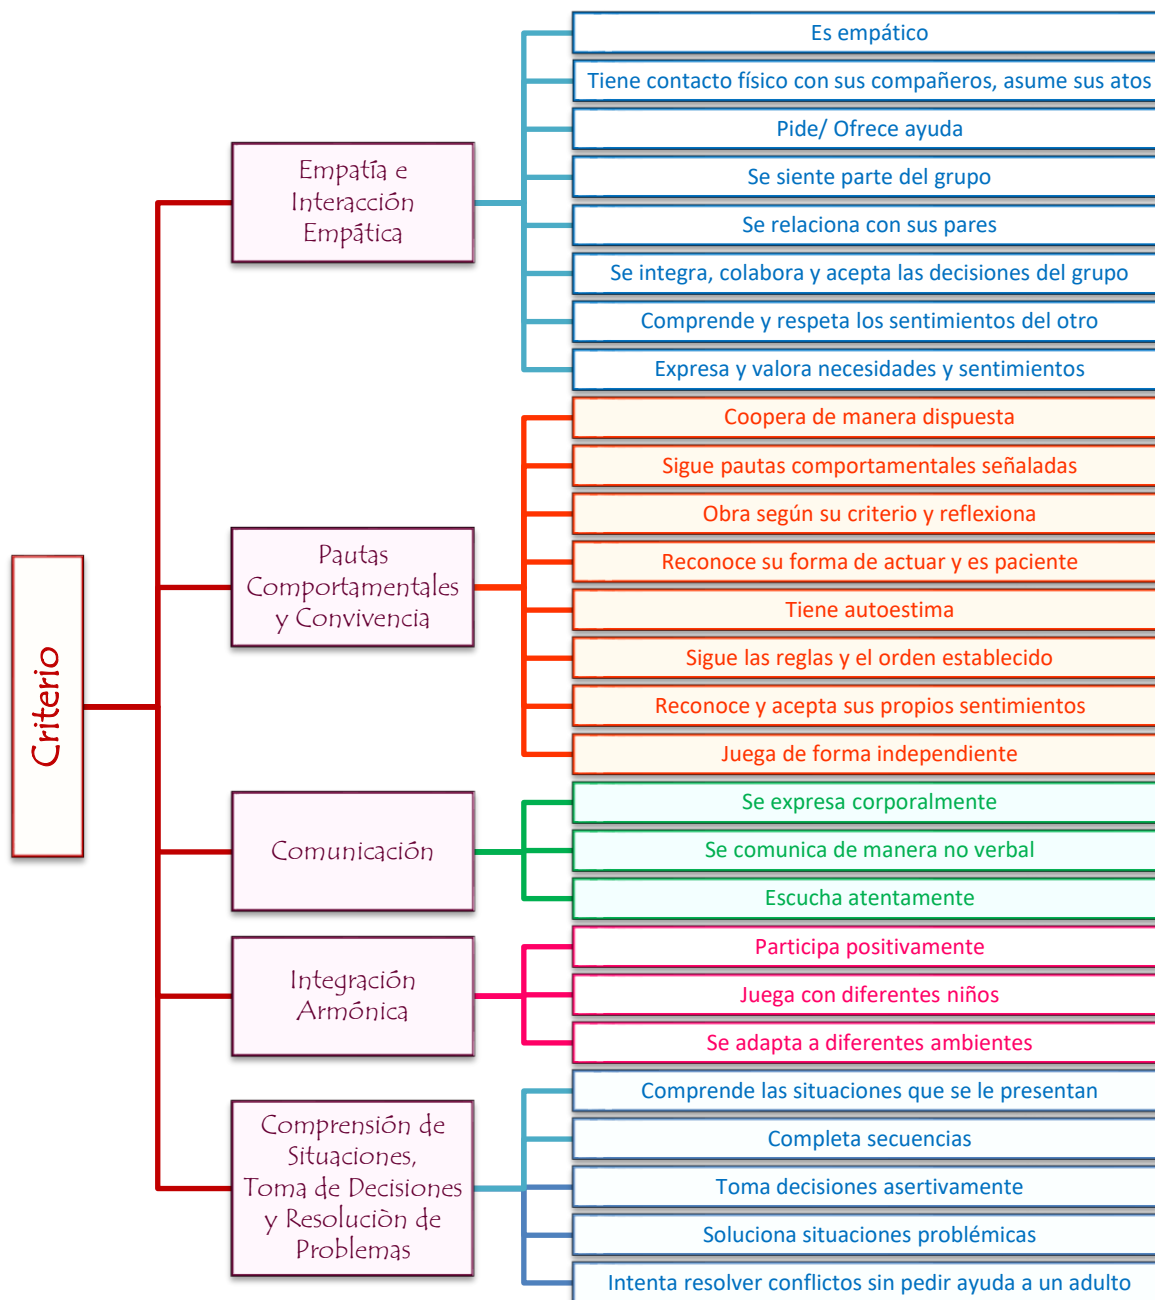 Criterio
Empatía e
Interacción
Empática
Es empático
Tiene contacto físico con sus compañeros, asume sus atos
Pide/ Ofrece ayuda
Se siente parte del grupo
Se relaciona con sus pares
Se integra, colabora y acepta las decisiones del grupo
Comprende y respeta los sentimientos del otro
Expresa y valora necesidades y sentimientos
Pautas
Comportamentales
y Convivencia
Coopera de manera dispuesta
Sigue pautas comportamentales señaladas
Obra según su criterio y reflexiona
Reconoce su forma de actuar y es paciente
Tiene autoestima
Sigue las reglas y el orden establecido
Reconoce y acepta sus propios sentimientos
Juega de forma independiente
Comunicación
Se expresa corporalmente
Se comunica de manera no verbal
Escucha atentamente
Integración
Armónica
Participa positivamente
Juega con diferentes niños
Se adapta a diferentes ambientes
Comprensión de
Situaciones,
Toma de Decisiones
y Resoluciòn de
Problemas
Comprende las situaciones que se le presentan
Completa secuencias
Toma decisiones asertivamente
Soluciona situaciones problémicas
Intenta resolver conflictos sin pedir ayuda a un adulto